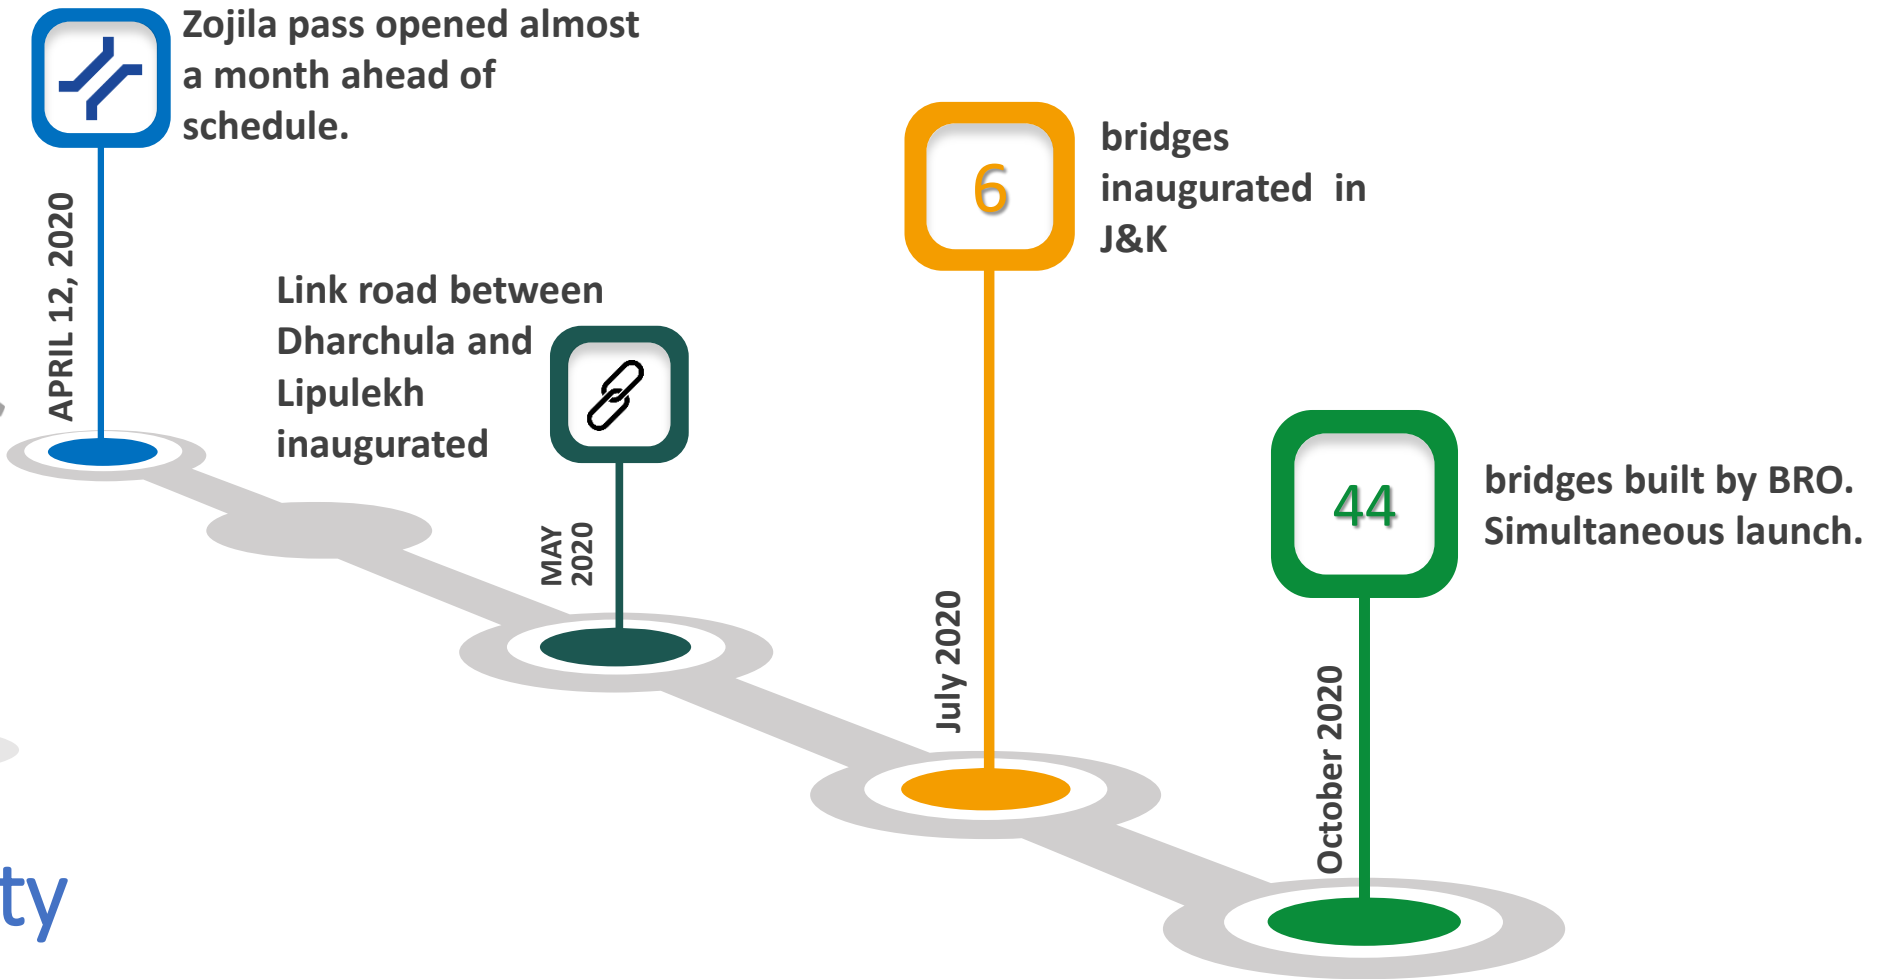 Zojila pass opened almost
a month ahead of
schedule.
APRIL 12, 2020
Link road between
Dharchula and
Lipulekh
inaugurated
MAY
2020
6
bridges
inaugurated in
J&K
July 2020
44
bridges built by BRO.
Simultaneous launch.
October 2020
ty